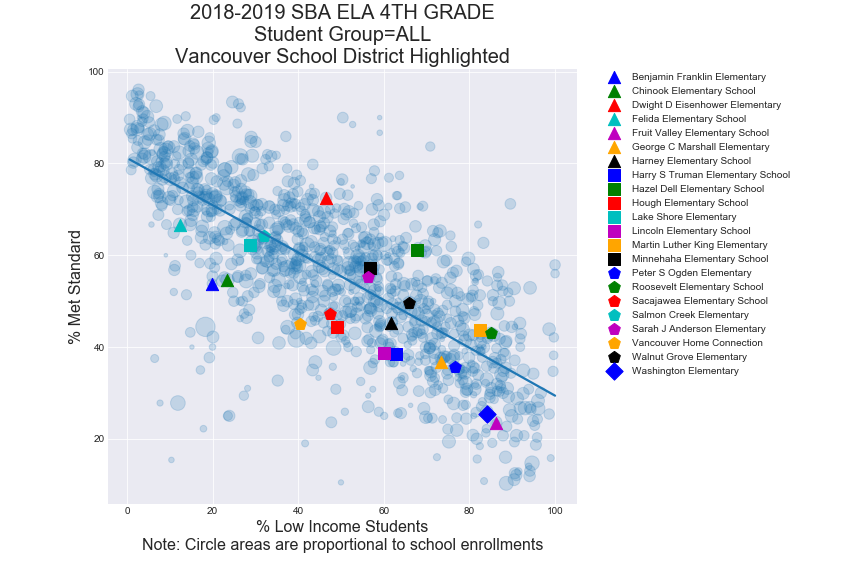 2018-2019 SBA ELA 4TH GRADE
Student Group=ALL
Vancouver School District Highlighted
% Met Standard
100
80
60
40
20
0 20 40 60 80 100
% Low Income Students
Note: Circle areas are proportional to school enrollments
Benjamin Franklin Elementary
Chinook Elementary School
Dwight D Eisenhower Elementary
Felida Elementary School
Fruit Valley Elementary School
George C Marshall Elementary
Harney Elementary School
Harry S Truman Elementary School
Hazel Dell Elementary School
Hough Elementary School
Lake Shore Elementary
Lincoln Elementary School
Martin Luther King Elementary
Minnehaha Elementary School
Peter S Ogden Elementary
Roosevelt Elementary School
Sacajawea Elementary School
Salmon Creek Elementary
Sarah J Anderson Elementary
Vancouver Home Connection
Walnut Grove Elementary
Washington Elementary